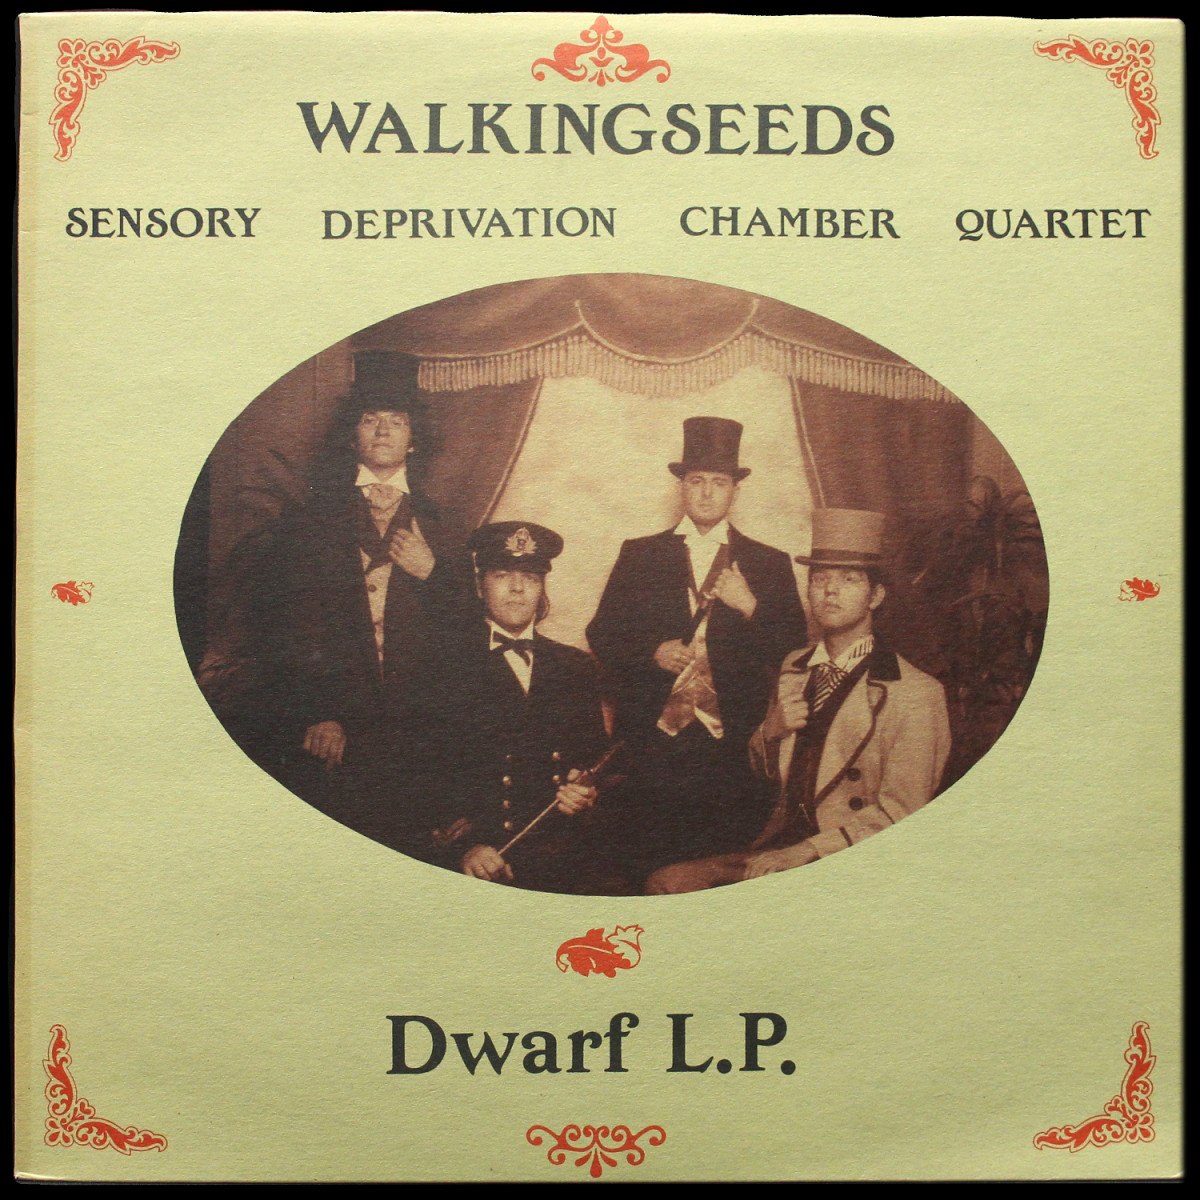 WALKINGSEEDS
SENSORY DEPRIVATION CHAMBER QUARTET
Dwarf L.P.